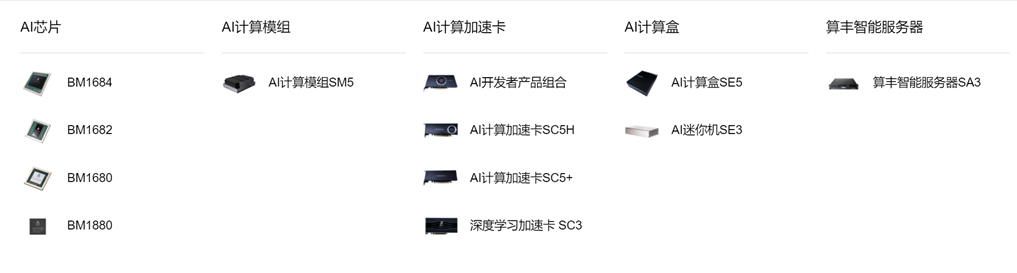 AI芯片
AI计算模组
AI计算加速卡
AI计算盒
算丰智能服务器
BM1684
AI计算模组SM5
AI开发者产品组合
AI计算盒SE5
算丰智能服务器SA3
BM1682
AI计算加速卡SC5H
AI迷你机SE3
BM1680
AI计算加速卡SC5+
BM1880
深度学习加速卡 SC3